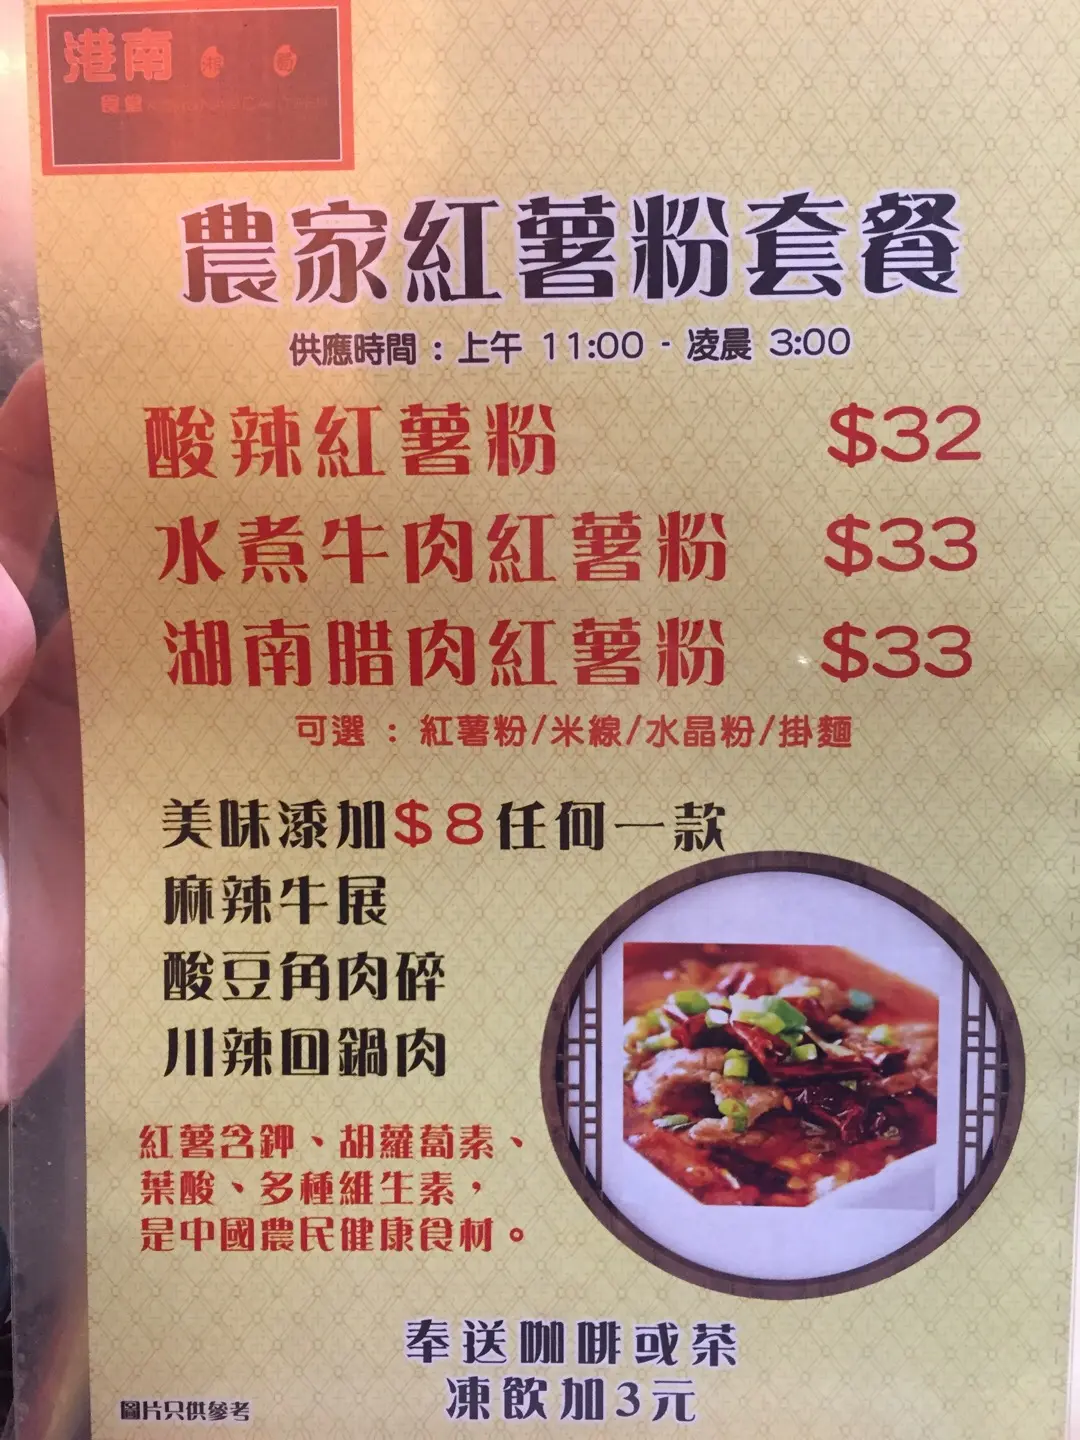 港南
食堂
農家紅薯粉套餐
供應時間：上午 11:00 - 凌晨 3:00
酸辣紅薯粉 $32
水煮牛肉紅薯粉 $33
湖南腊肉紅薯粉 $33
可選 ： 紅薯粉/米線/水晶粉/掛麵
美味添加$8任何一款
麻辣牛展
酸豆角肉碎
川辣回鍋肉
紅薯含鉀、胡蘿蔔素、
葉酸、多種維生素，
是中國農民健康食材。
奉送咖啡或茶
凍飲加3元
圖片只供參考